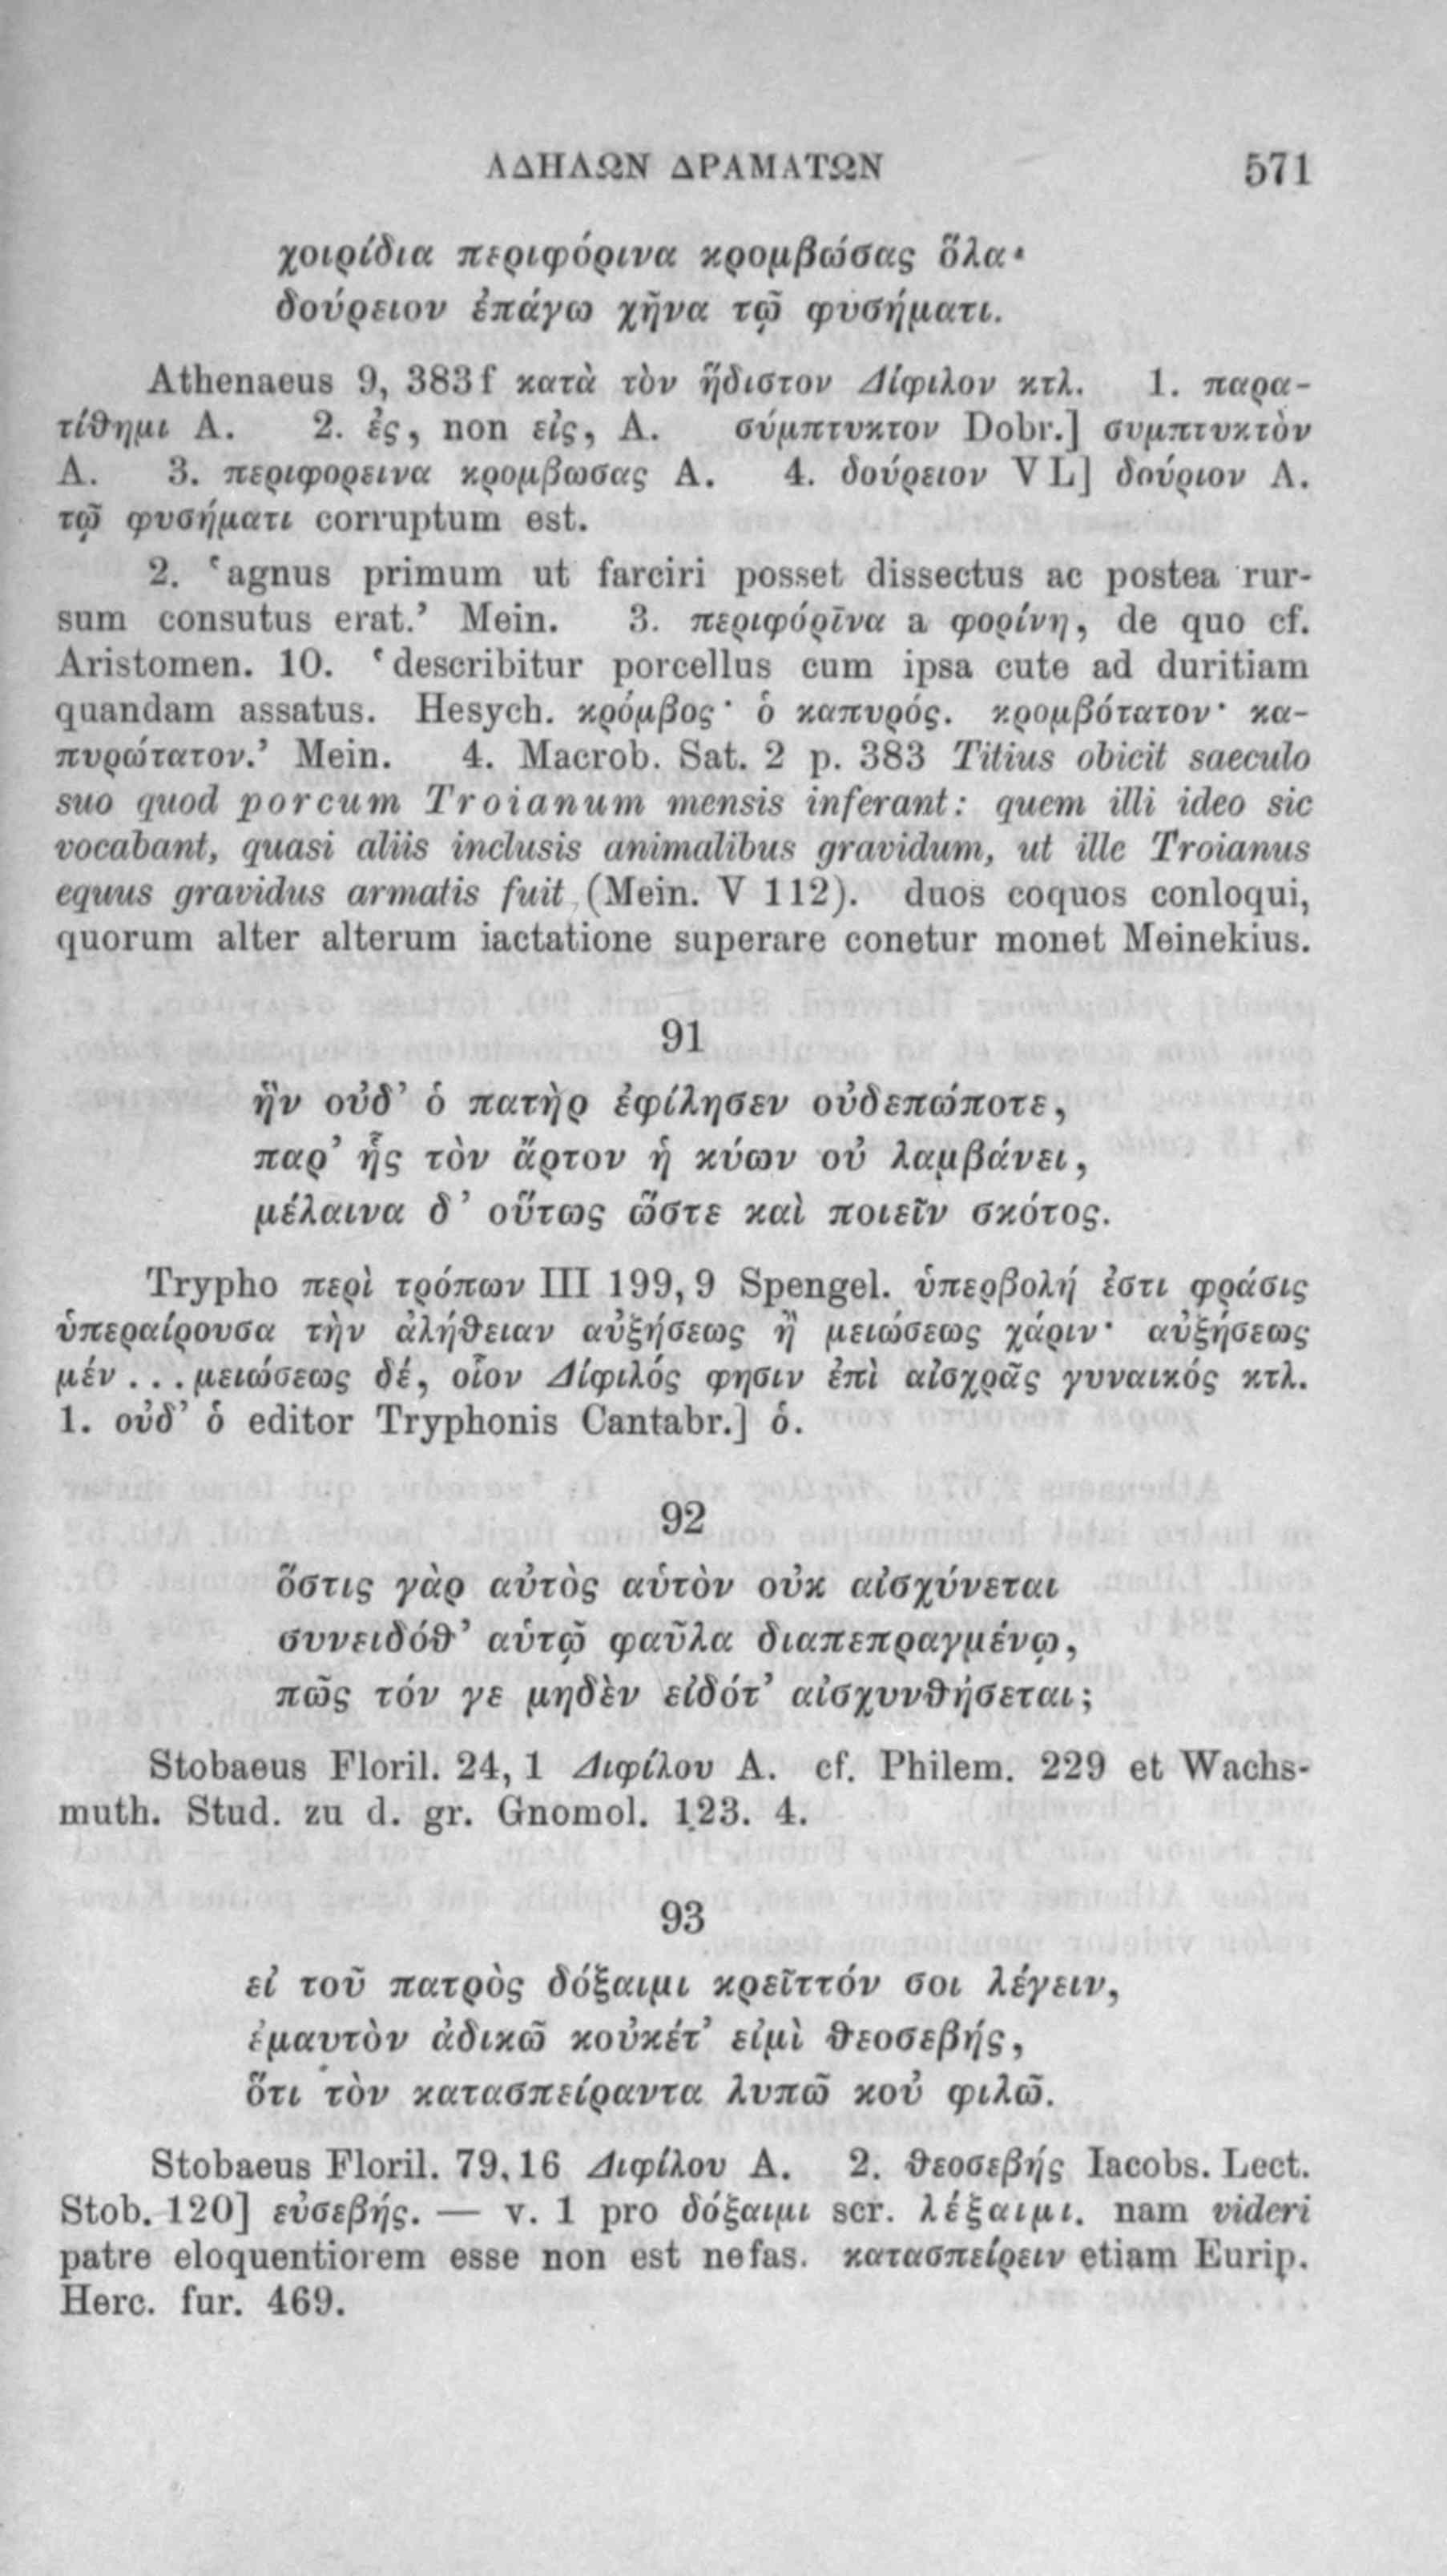 ΑΔΗΛΩΝ ΔΡΑΜΑΤΩΝ 571
χοιρίδια περιφόρινα κρομβώσας ὅλα·
δούρειον ἐπάγω χῆνα τῷ φυσήματι.
Athenaeus 9, 383 f κατὰ τὸν ἥδιστον Δίφιλον κτλ. 1. παρα-
τίθημι A. 2. ἐς, non εἰς, A. σύμπτυκτον Dobr.] συμπτυκτὸν
A. 3. περιφορεινα κρομβωσας A. 4. δούρειον VL] δούριον A.
τῷ φυσήματι corruptum est.
2. ‘agnus primum ut farciri posset dissectus ac postea rur-
sum consutus erat.’ Mein. 3. περιφόρῑνα a φορίνη, de quo cf.
Aristomen. 10. ‘describitur porcellus cum ipsa cute ad duritiam
quandam assatus. Hesych. κρόμβος· ὁ καπυρός. κρομβότατον· κα-
πυρώτατον.’ Mein. 4. Macrob. Sat. 2 p. 383 Titius obicit saeculo
suo quod porcum Troianum mensis inferant: quem illi ideo sic
vocabant, quasi aliis inclusis animalibus gravidum, ut ille Troianus
equus gravidus armatis fuit (Mein. V 112). duos coquos conloqui,
quorum alter alterum iactatione superare conetur monet Meinekius.
91
ἣν οὐδ’ ὁ πατὴρ ἐφίλησεν οὐδεπώποτε,
παρ’ ἧς τὸν ἄρτον ἡ κύων οὐ λαμβάνει,
μέλαινα δ’ οὕτως ὥστε καὶ ποιεῖν σκότος.
Trypho περὶ τρόπων III 199, 9 Spengel. ὑπερβολή ἐστι φράσις
ὑπεραίρουσα τὴν ἀλήθειαν αὐξήσεως ἢ μειώσεως χάριν· αὐξήσεως
μέν ... μειώσεως δέ, οἷον Δίφιλός φησιν ἐπὶ αἰσχρᾶς γυναικός κτλ.
1. οὐδ’ ὁ editor Tryphonis Cantabr.] ὁ.
92
ὅστις γὰρ αὐτὸς αὑτὸν οὐκ αἰσχύνεται
συνειδόθ’ αὑτῷ φαῦλα διαπεπραγμένῳ,
πῶς τόν γε μηδὲν εἰδότ’ αἰσχυνθήσεται;
Stobaeus Floril. 24, 1 Διφίλου A. cf. Philem. 229 et Wachs-
muth. Stud. zu d. gr. Gnomol. 123. 4.
93
εἰ τοῦ πατρὸς δόξαιμι κρεῖττόν σοι λέγειν,
ἐμαυτὸν ἀδικῶ κοὐκέτ’ εἰμὶ θεοσεβής,
ὅτι τὸν κατασπείραντα λυπῶ κοὐ φιλῶ.
Stobaeus Floril. 79, 16 Διφίλου A. 2. θεοσεβής Iacobs. Lect.
Stob. 120] εὐσεβής. — v. 1 pro δόξαιμι scr. λέξαιμι. nam videri
patre eloquentiorem esse non est nefas. κατασπείρειν etiam Eurip.
Herc. fur. 469.